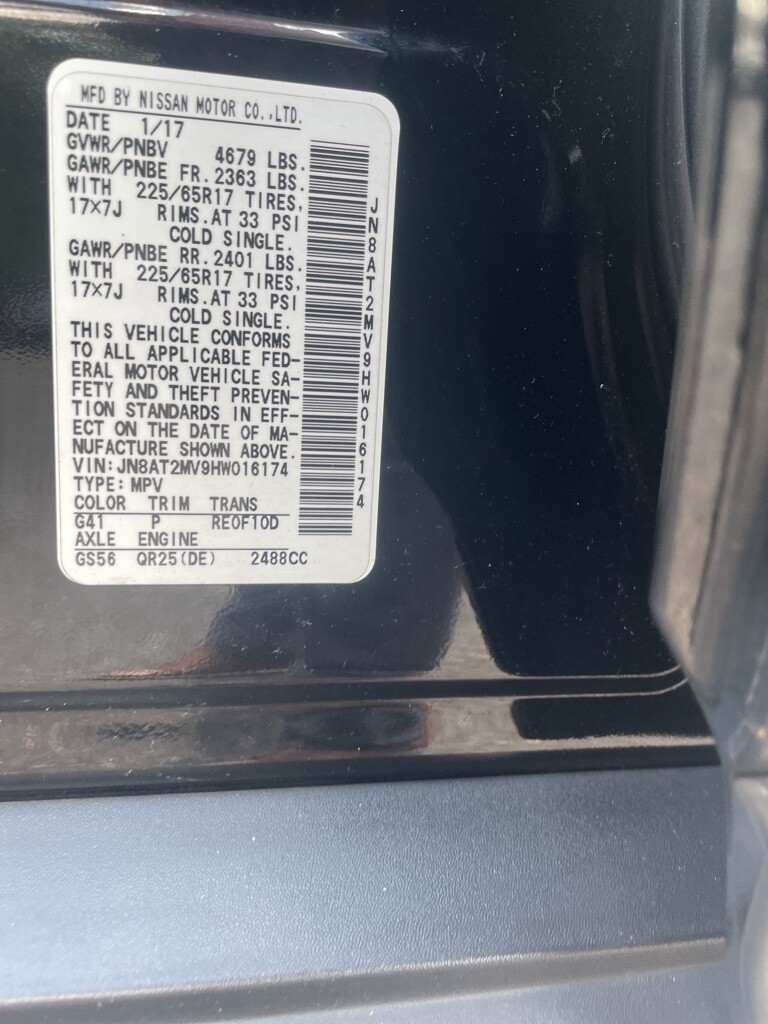 MFD BY NISSAN MOTOR CO.,LTD.
DATE 1/17
GVWR/PNBV 4679 LBS.
GAWR/PNBE FR. 2363 LBS.
WITH 225/65R17 TIRES,
17×7J RIMS.AT 33 PSI
COLD SINGLE.
GAWR/PNBE RR. 2401 LBS.
WITH 225/65R17 TIRES,
17×7J RIMS.AT 33 PSI
COLD SINGLE.
THIS VEHICLE CONFORMS
TO ALL APPLICABLE FED-
ERAL MOTOR VEHICLE SA-
FETY AND THEFT PREVEN-
TION STANDARDS IN EFF-
ECT ON THE DATE OF MA-
NUFACTURE SHOWN ABOVE.
VIN:JN8AT2MV9HW016174
TYPE:MPV
COLOR TRIM TRANS
G41 P RE0F10D
AXLE ENGINE
GS56 QR25(DE) 2488CC
JN8AT2MV9HW016174